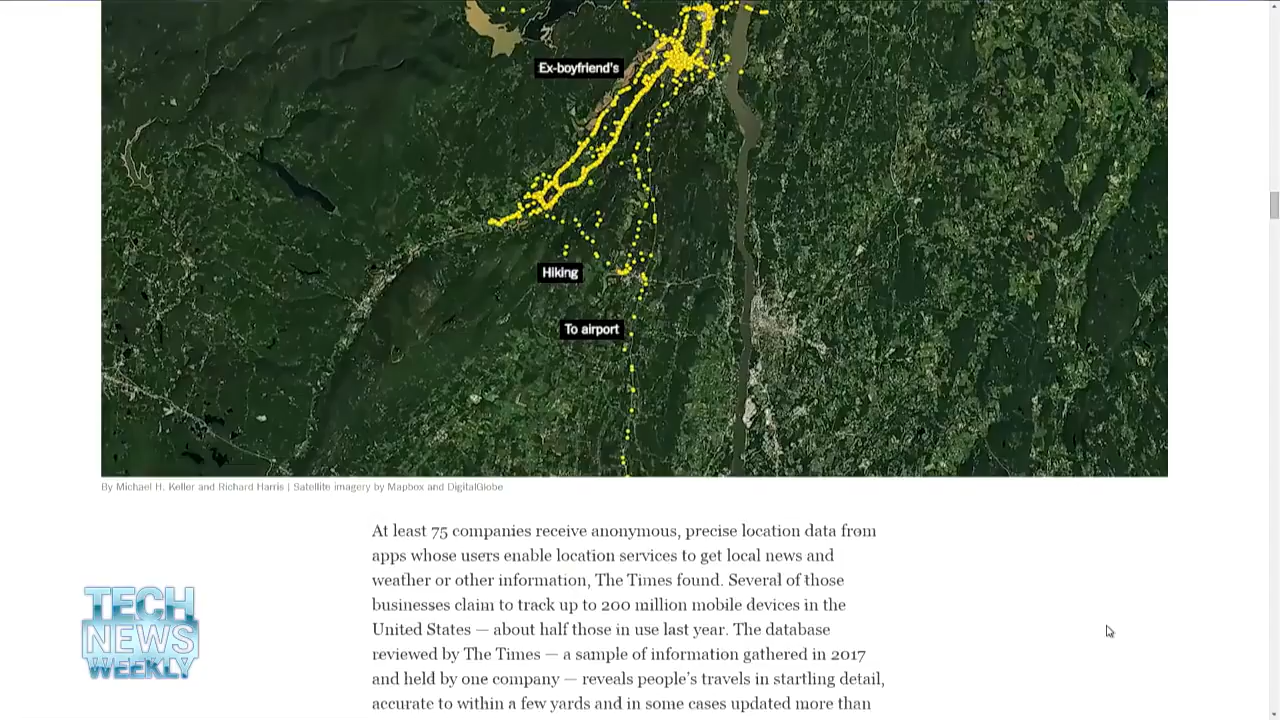 Ex-boyfriend's
Hiking
To airport
By Michael H. Keller and Richard Harris | Satellite imagery by Mapbox and DigitalGlobe
At least 75 companies receive anonymous, precise location data from
apps whose users enable location services to get local news and
weather or other information, The Times found. Several of those
businesses claim to track up to 200 million mobile devices in the
United States — about half those in use last year. The database
reviewed by The Times — a sample of information gathered in 2017
and held by one company — reveals people's travels in startling detail,
accurate to within a few yards and in some cases updated more than
TECH
NEWS
WEEKLY